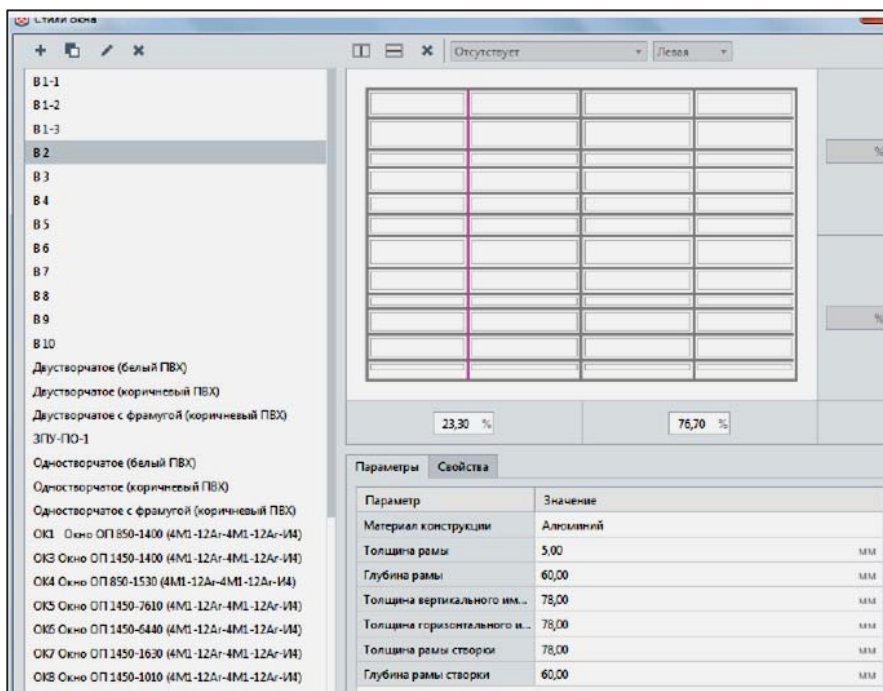 Стили окна
Отсутствует
Левая
В1-1
В1-2
В1-3
В2
В3
В4
В5
В6
В7
В8
В9
В10
Двустворчатое (белый ПВХ)
Двустворчатое (коричневый ПВХ)
Двустворчатое с фрамугой (коричневый ПВХ)
ЗПУ-ПО-1
Одностворчатое (белый ПВХ)
Одностворчатое (коричневый ПВХ)
Одностворчатое с фрамугой (коричневый ПВХ)
ОК1 Окно ОП 850-1400 (4М1-12Ar-4М1-12Ar-И4)
ОК3 Окно ОП 1450-1400 (4М1-12Ar-4М1-12Ar-И4)
ОК4 Окно ОП 850-1530 (4М1-12Ar-4М1-12Ar-И4)
ОК5 Окно ОП 1450-7610 (4М1-12Ar-4М1-12Ar-И4)
ОК6 Окно ОП 1450-6440 (4М1-12Ar-4М1-12Ar-И4)
ОК7 Окно ОП 1450-1630 (4М1-12Ar-4М1-12Ar-И4)
ОК8 Окно ОП 1450-1010 (4М1-12Ar-4М1-12Ar-И4)
%
%
23,30 %
76,70 %
Параметры Свойства
Параметр Значение
Материал конструкции Алюминий
Толщина рамы 5,00 мм
Глубина рамы 60,00 мм
Толщина вертикального им... 78,00 мм
Толщина горизонтального и... 78,00 мм
Толщина рамы створки 78,00 мм
Глубина рамы створки 60,00 мм